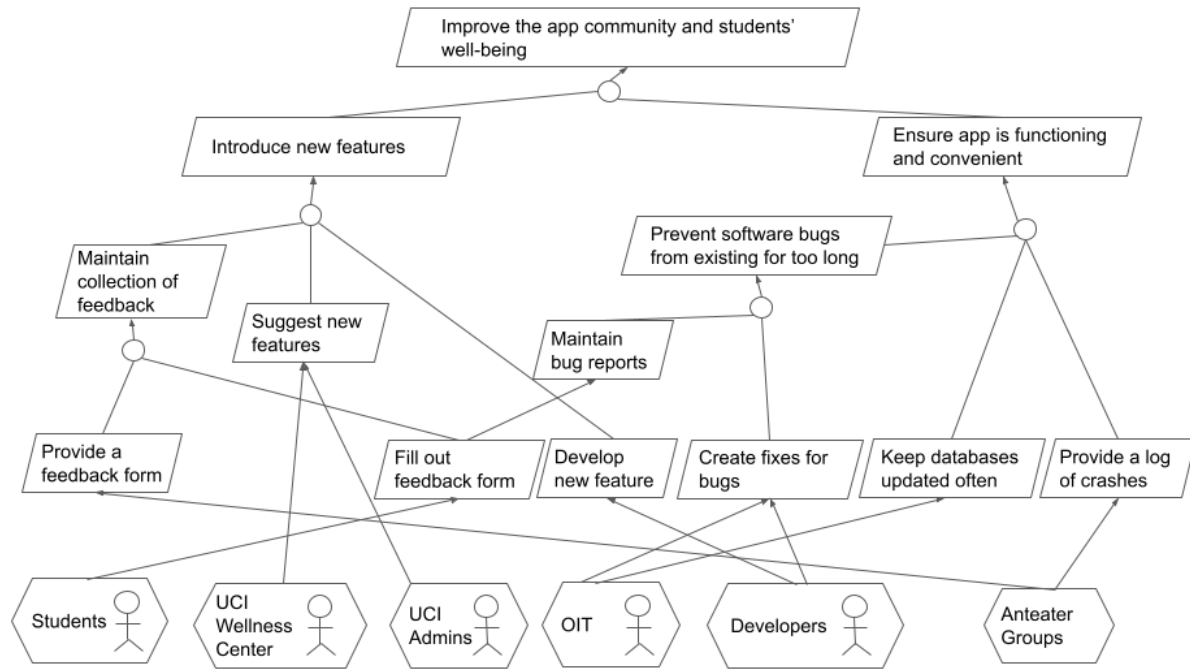 Improve the app community and students’
well-being
Introduce new features
Ensure app is functioning
and convenient
Maintain
collection of
feedback
Suggest new
features
Prevent software bugs
from existing for too long
Maintain
bug reports
Provide a
feedback form
Fill out
feedback form
Develop
new feature
Create fixes for
bugs
Keep databases
updated often
Provide a log
of crashes
Students
UCI
Wellness
Center
UCI
Admins
OIT
Developers
Anteater
Groups